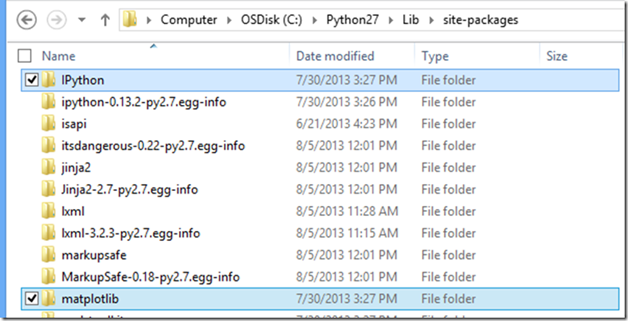 Computer OSDisk (C:) Python27 Lib site-packages
Name Date modified Type Size
IPython 7/30/2013 3:27 PM File folder
ipython-0.13.2-py2.7.egg-info 7/30/2013 3:26 PM File folder
isapi 6/21/2013 4:23 PM File folder
itsdangerous-0.22-py2.7.egg-info 8/5/2013 12:01 PM File folder
jinja2 8/5/2013 12:01 PM File folder
Jinja2-2.7-py2.7.egg-info 8/5/2013 12:01 PM File folder
lxml 8/5/2013 11:28 AM File folder
lxml-3.2.3-py2.7.egg-info 8/5/2013 11:15 AM File folder
markupsafe 8/5/2013 12:01 PM File folder
MarkupSafe-0.18-py2.7.egg-info 8/5/2013 12:01 PM File folder
matplotlib 7/30/2013 3:27 PM File folder